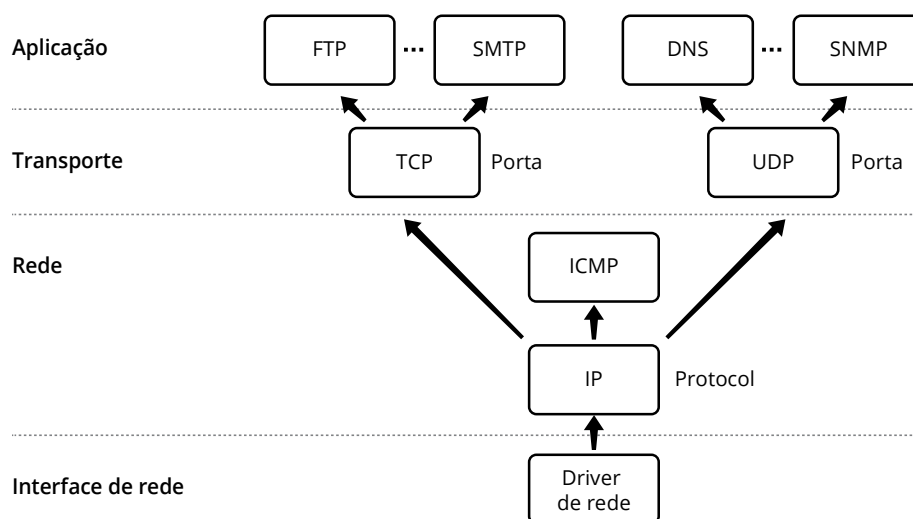 Aplicação
FTP ... SMTP
DNS ... SNMP
Transporte
TCP
Porta
UDP
Porta
Rede
ICMP
IP
Protocol
Interface de rede
Driver
de rede